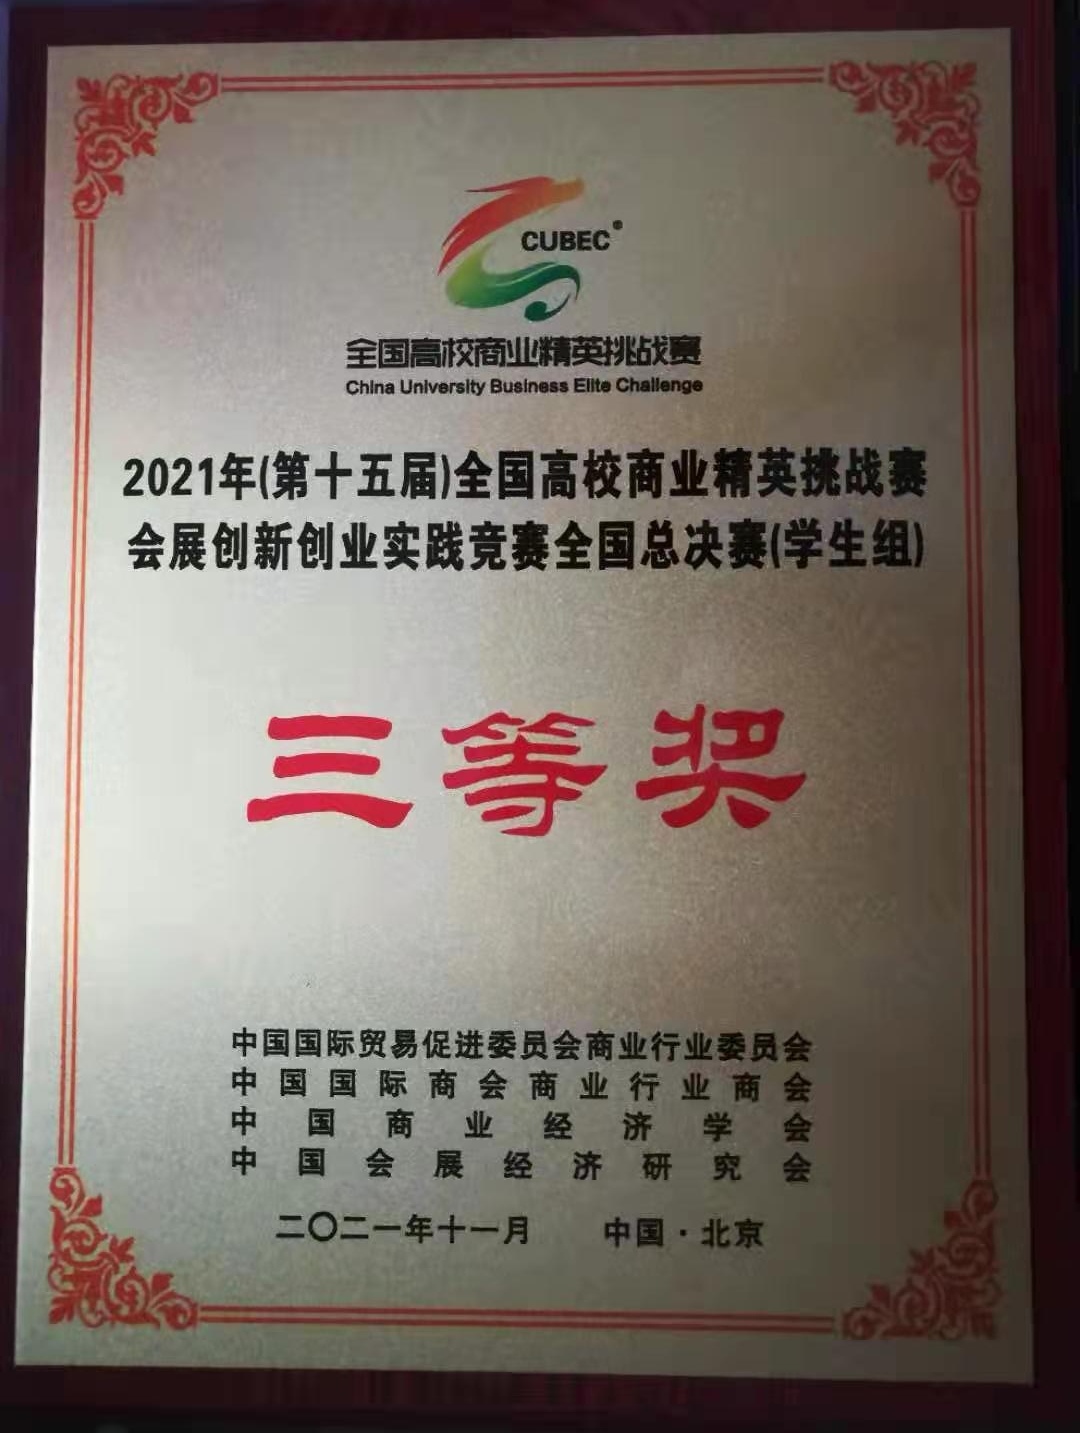 CUBEC®
全国高校商业精英挑战赛
China University Business Elite Challenge
2021年(第十五届)全国高校商业精英挑战赛
会展创新创业实践竞赛全国总决赛(学生组)
三等奖
中国国际贸易促进委员会商业行业委员会
中国国际商会商业行业商会
中国商业经济学会
中国会展经济研究会
二〇二一年十一月 中国·北京